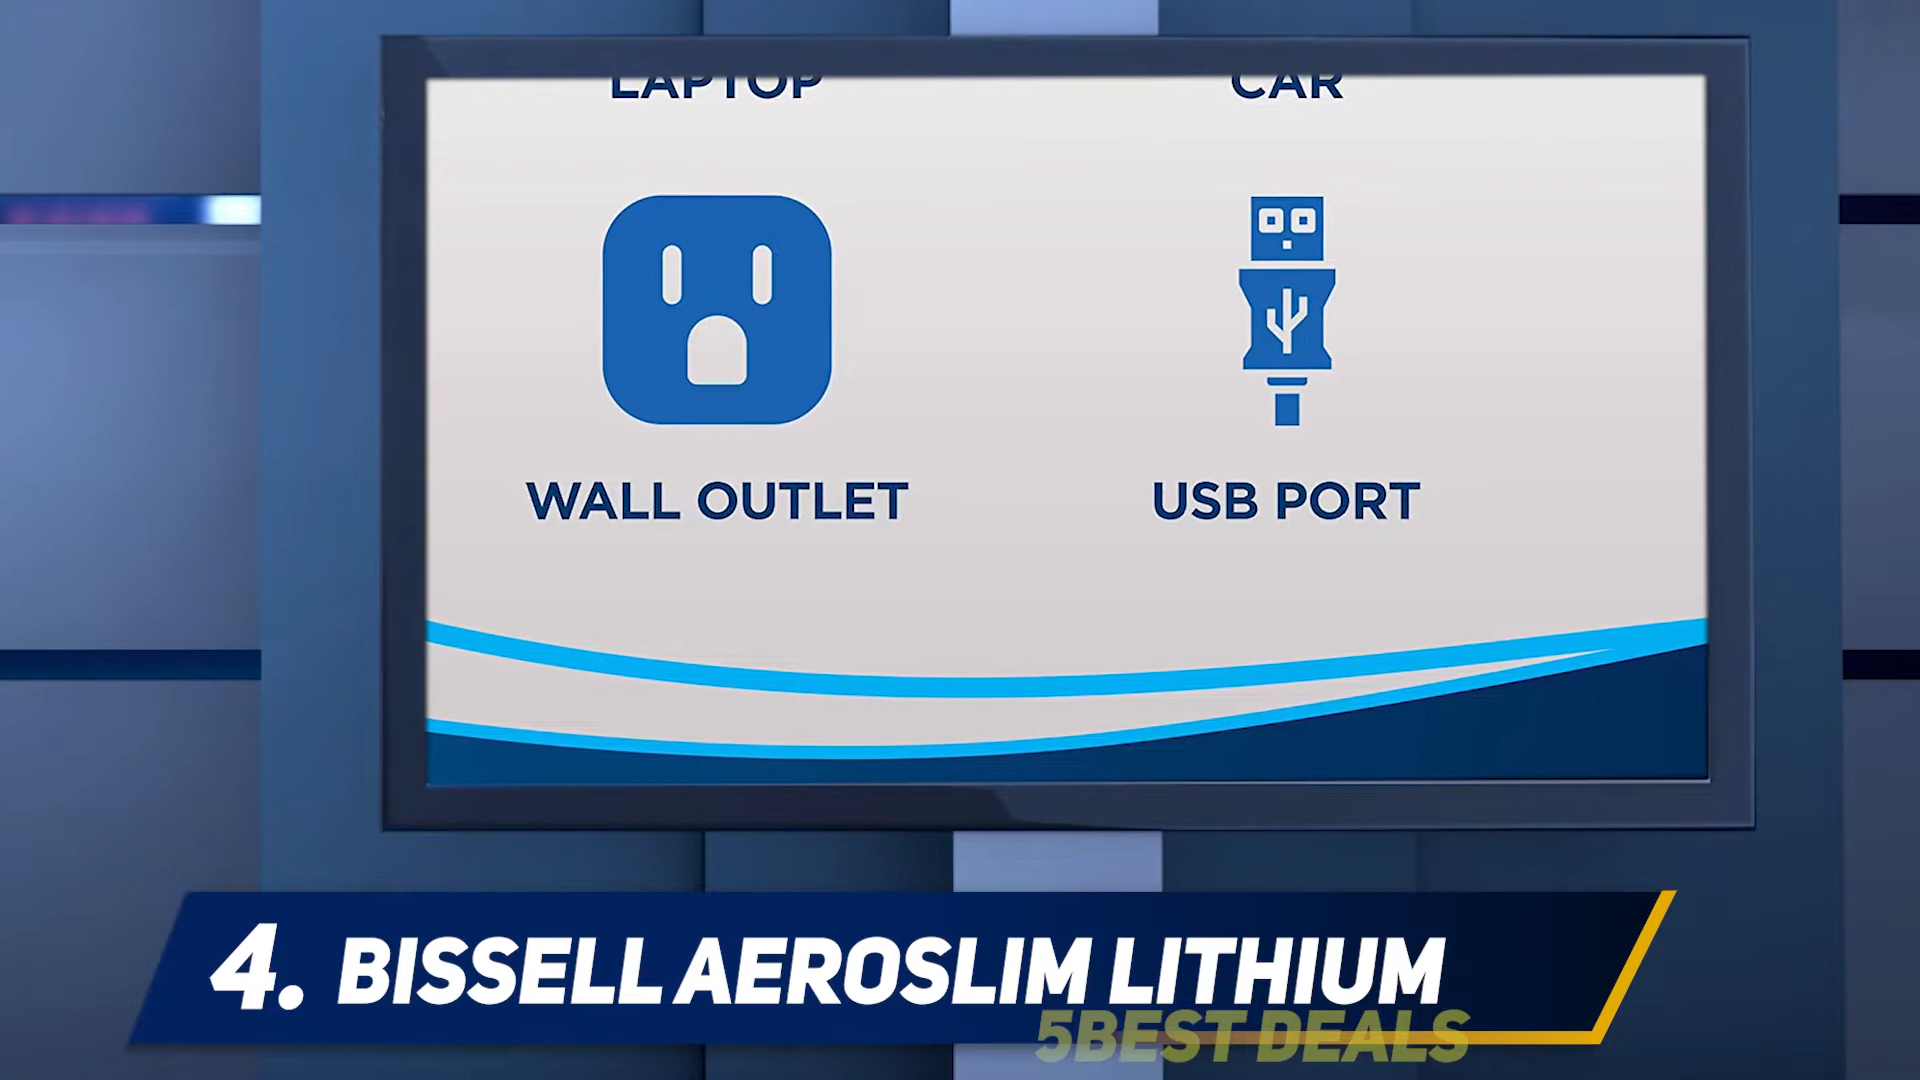 LAPTOP CAR
WALL OUTLET USB PORT
4. BISSELL AEROSLIM LITHIUM
5BEST DEALS